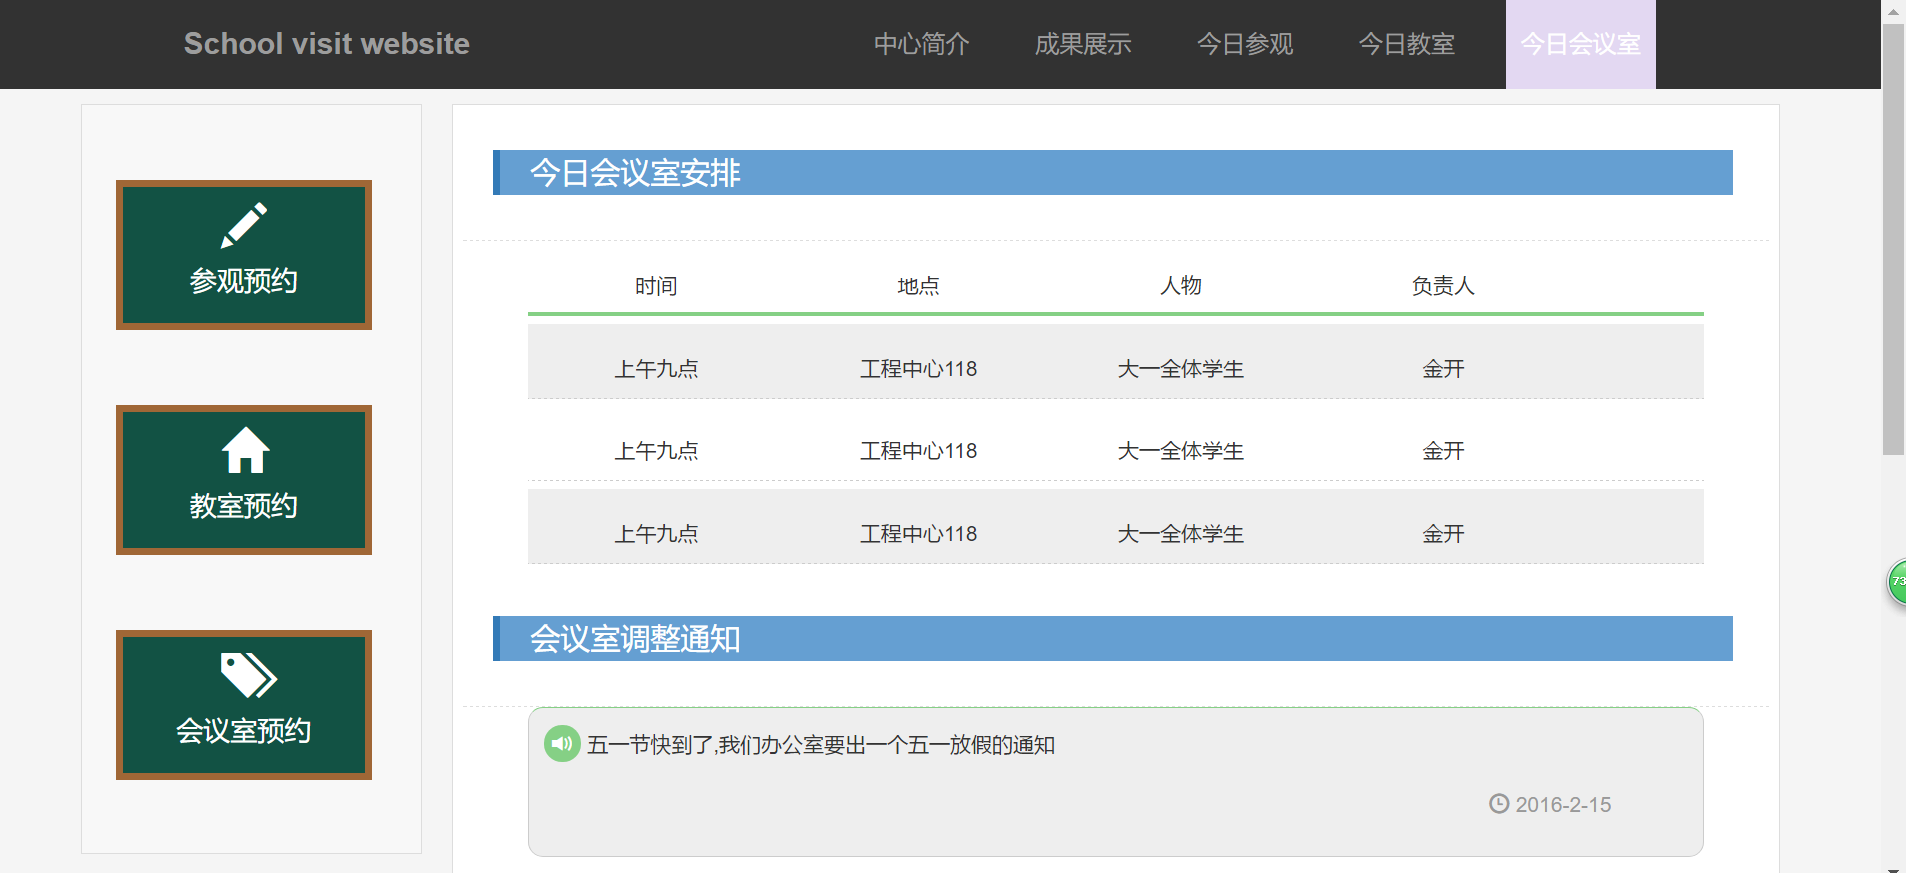 School visit website 中心简介 成果展示 今日参观 今日教室 今日会议室
参观预约
教室预约
会议室预约
今日会议室安排
时间 地点 人物 负责人
上午九点 工程中心118 大一全体学生 金开
上午九点 工程中心118 大一全体学生 金开
上午九点 工程中心118 大一全体学生 金开
会议室调整通知
五一节快到了,我们办公室要出一个五一放假的通知
2016-2-15
73